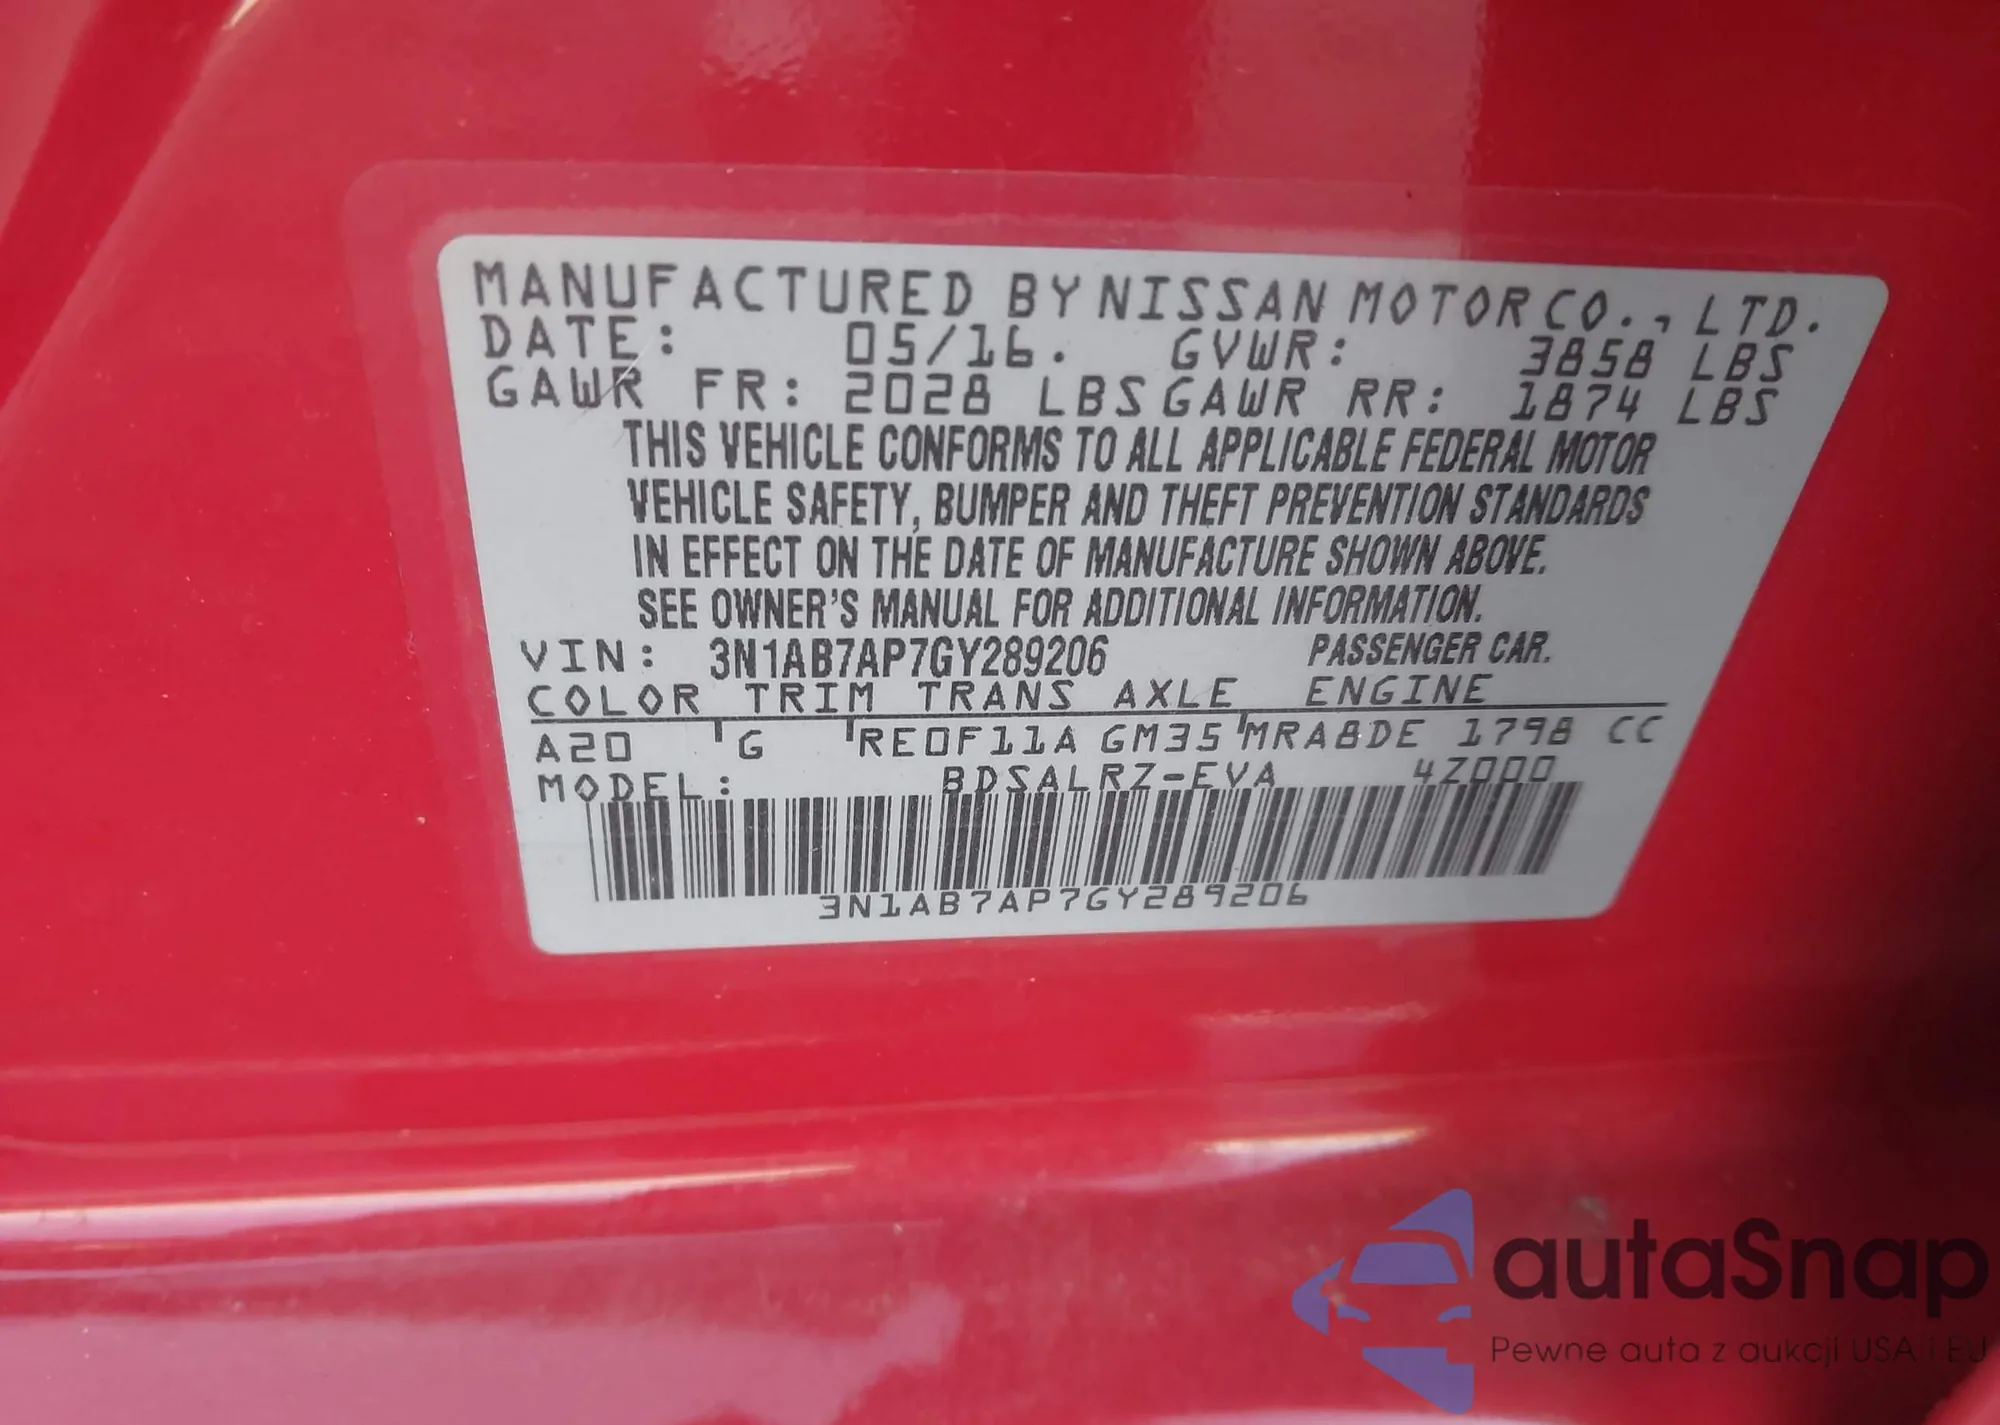 MANUFACTURED BY NISSAN MOTOR CO., LTD.
DATE: 05/16. GVWR: 3858 LBS
GAWR FR: 2028 LBS GAWR RR: 1874 LBS
THIS VEHICLE CONFORMS TO ALL APPLICABLE FEDERAL MOTOR
VEHICLE SAFETY, BUMPER AND THEFT PREVENTION STANDARDS
IN EFFECT ON THE DATE OF MANUFACTURE SHOWN ABOVE.
SEE OWNER'S MANUAL FOR ADDITIONAL INFORMATION.
VIN: 3N1AB7AP7GY289206 PASSENGER CAR.
COLOR TRIM TRANS AXLE ENGINE
A20 G RE0F11A GM35 MRA8DE 1798 CC
MODEL: BDSALRZ-EVA 4Z000
3N1AB7AP7GY289206
autaSnap
Pewne auta z aukcji USA i EU